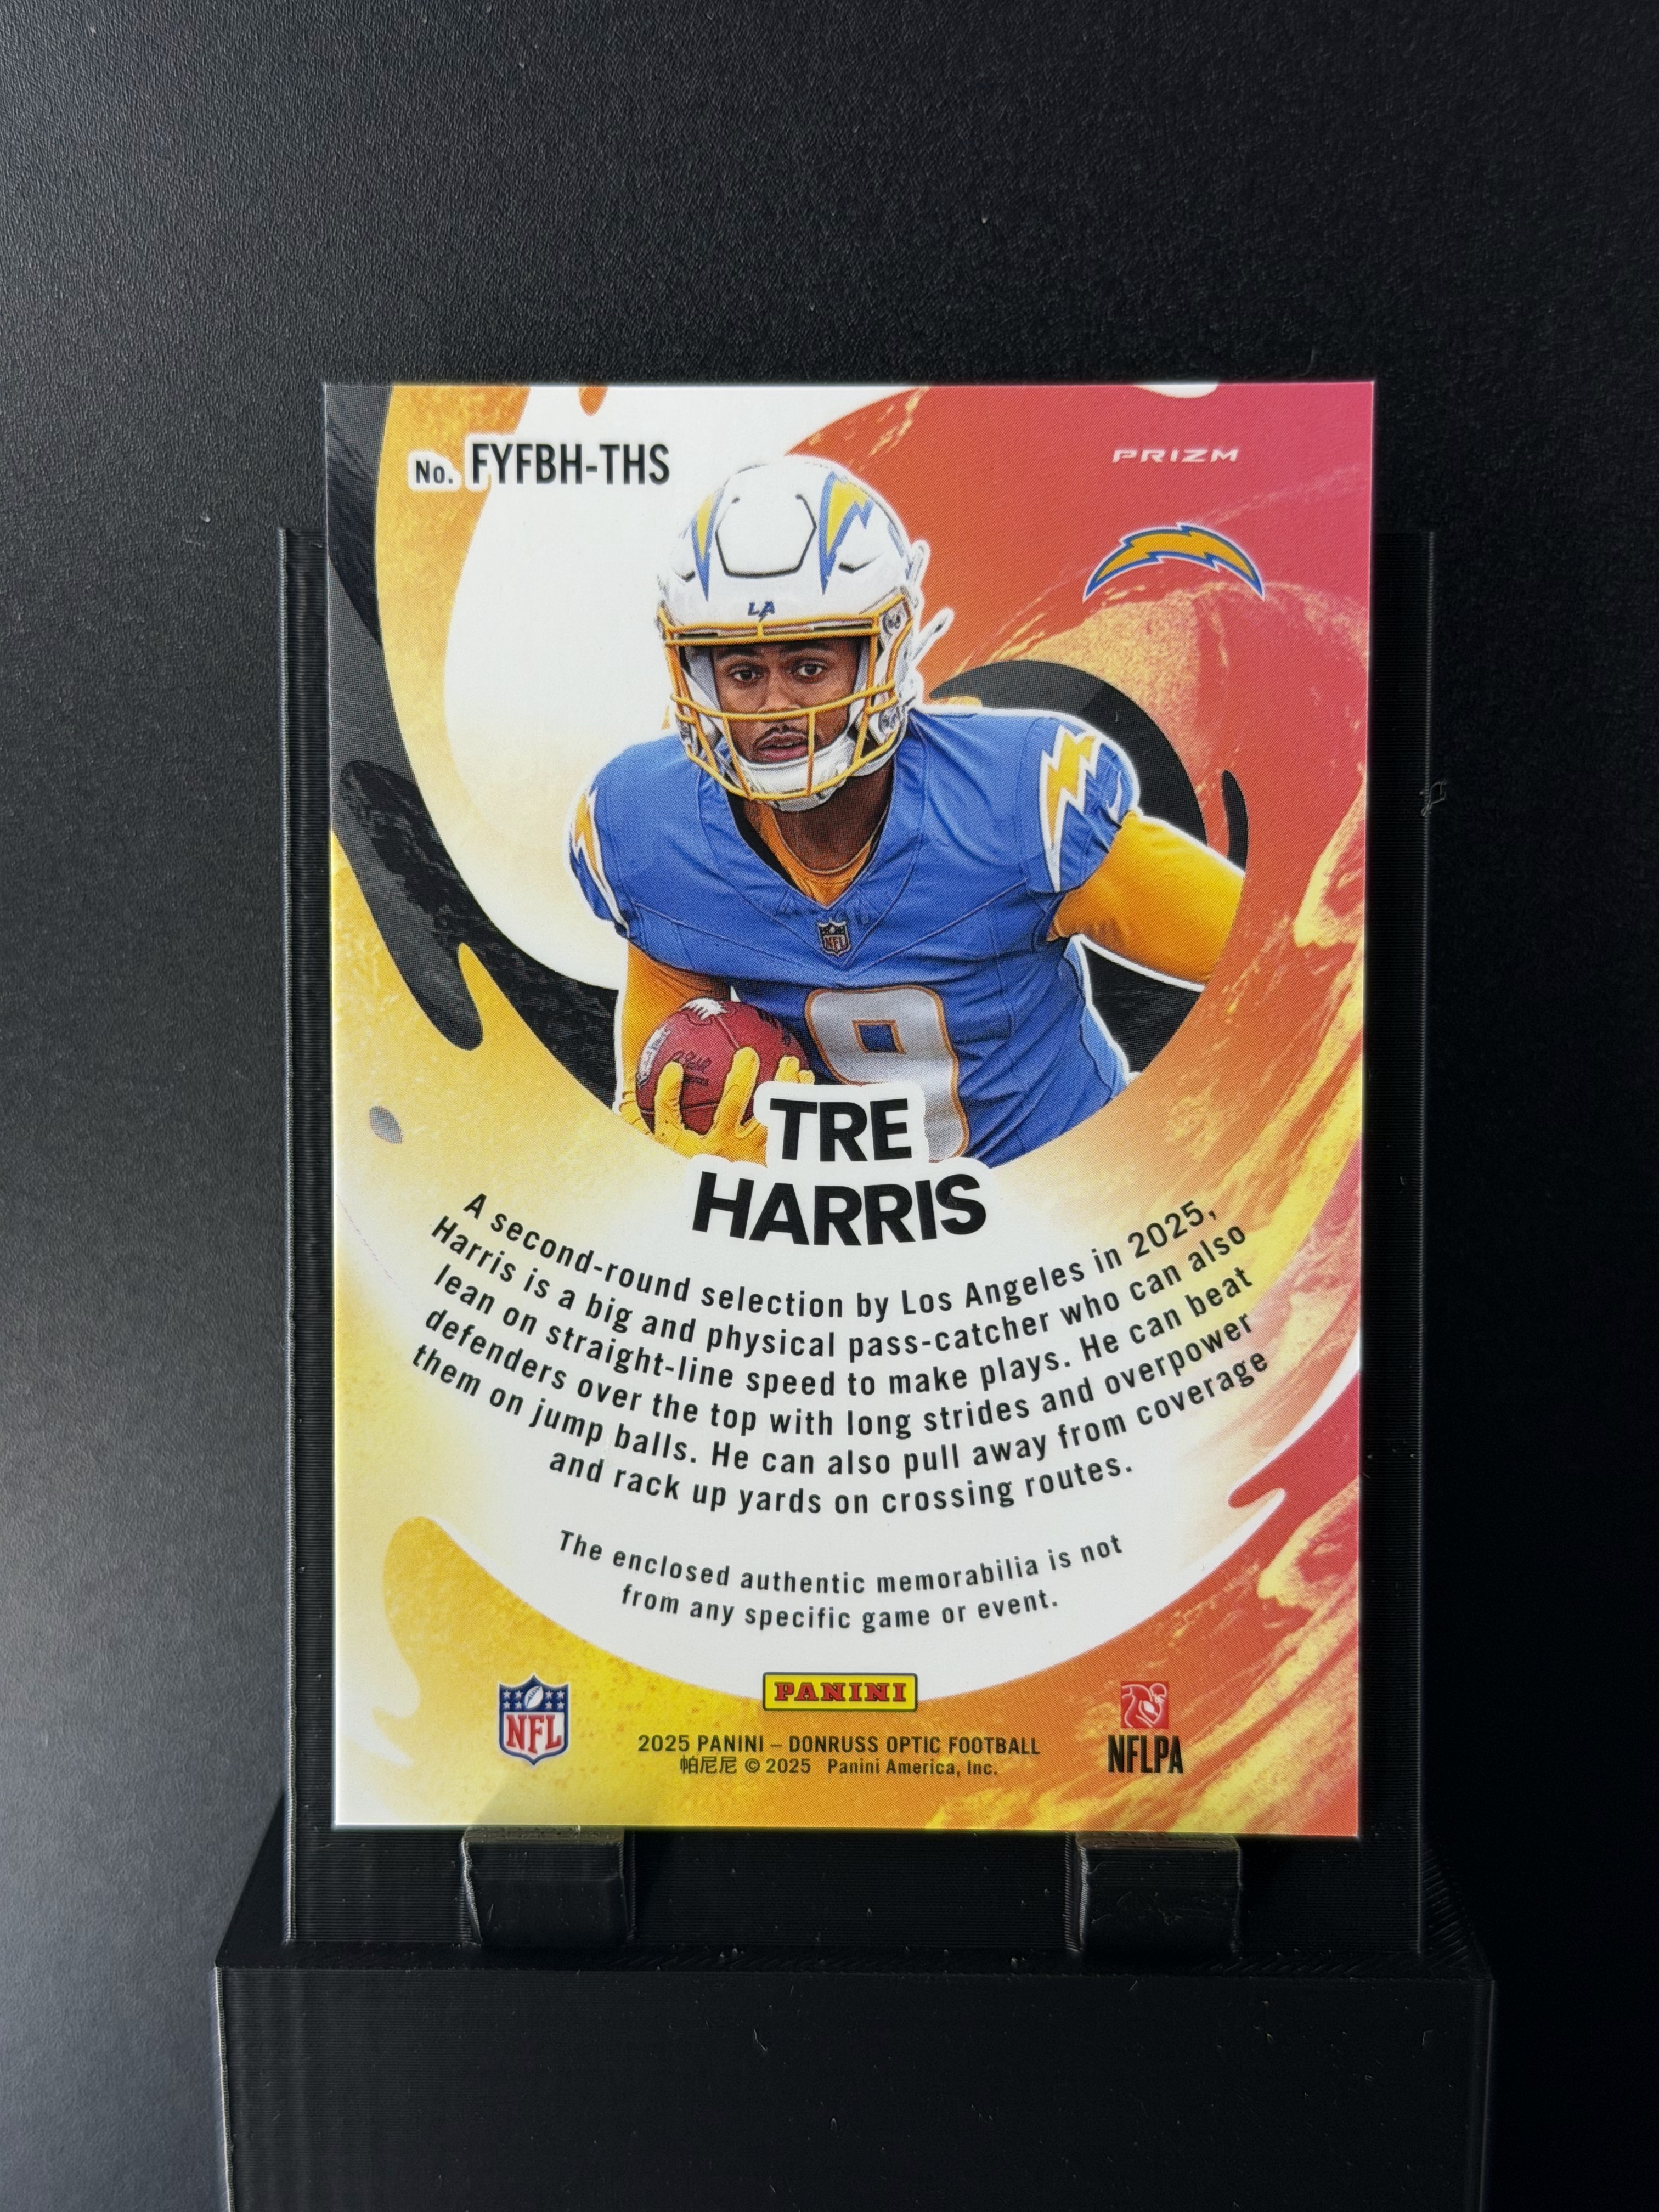 No. FYFBH-THS
PRIZM
LA
NFL
9
TRE
HARRIS
A second-round selection by Los Angeles in 2025,
Harris is a big and physical pass-catcher who can also
lean on straight-line speed to make plays. He can beat
defenders over the top with long strides and overpower
them on jump balls. He can also pull away from coverage
and rack up yards on crossing routes.
The enclosed authentic memorabilia is not
from any specific game or event.
PANINI
NFL
2025 PANINI – DONRUSS OPTIC FOOTBALL
帕尼尼 © 2025 Panini America, Inc.
NFLPA